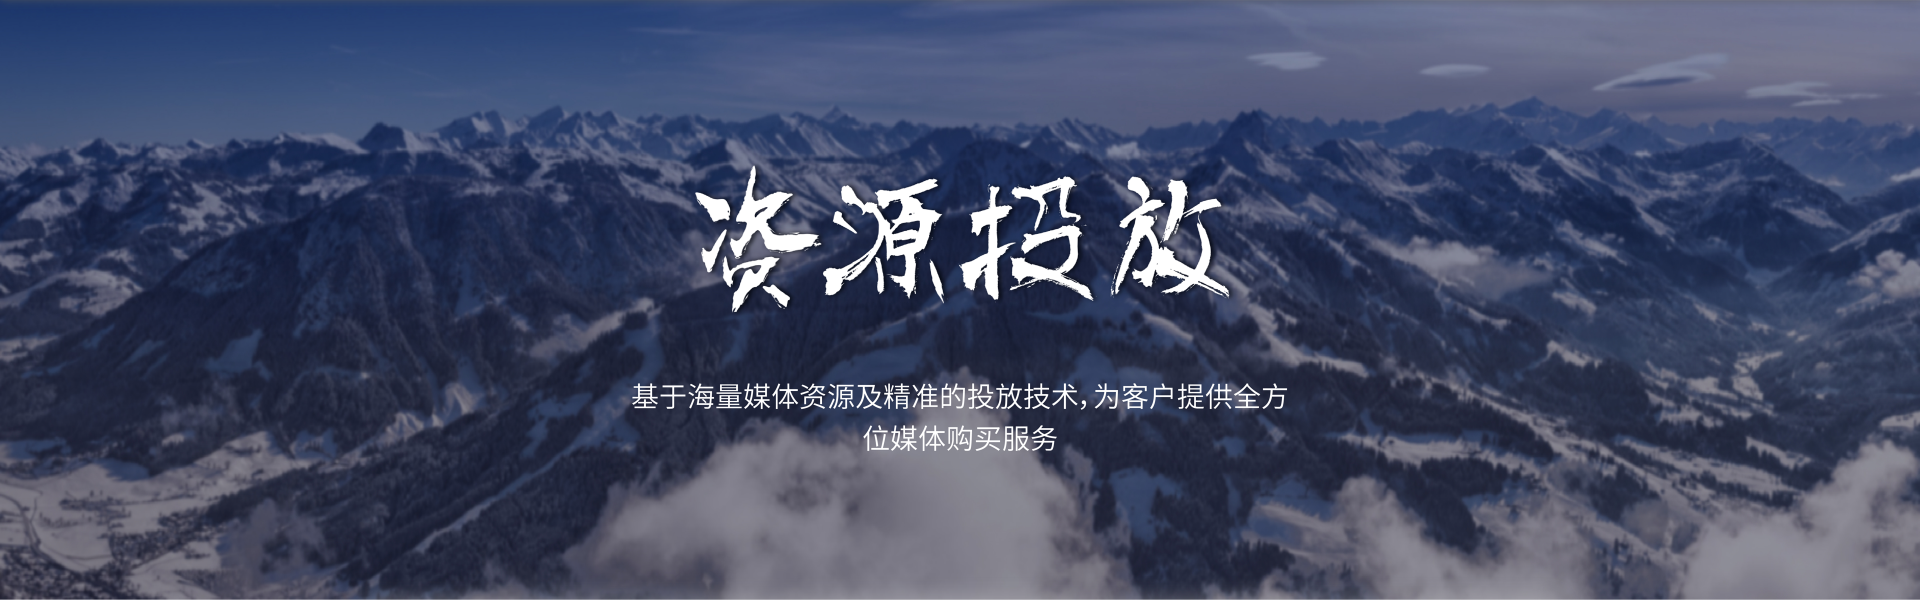 资源投放
基于海量媒体资源及精准的投放技术，为客户提供全方
位媒体购买服务